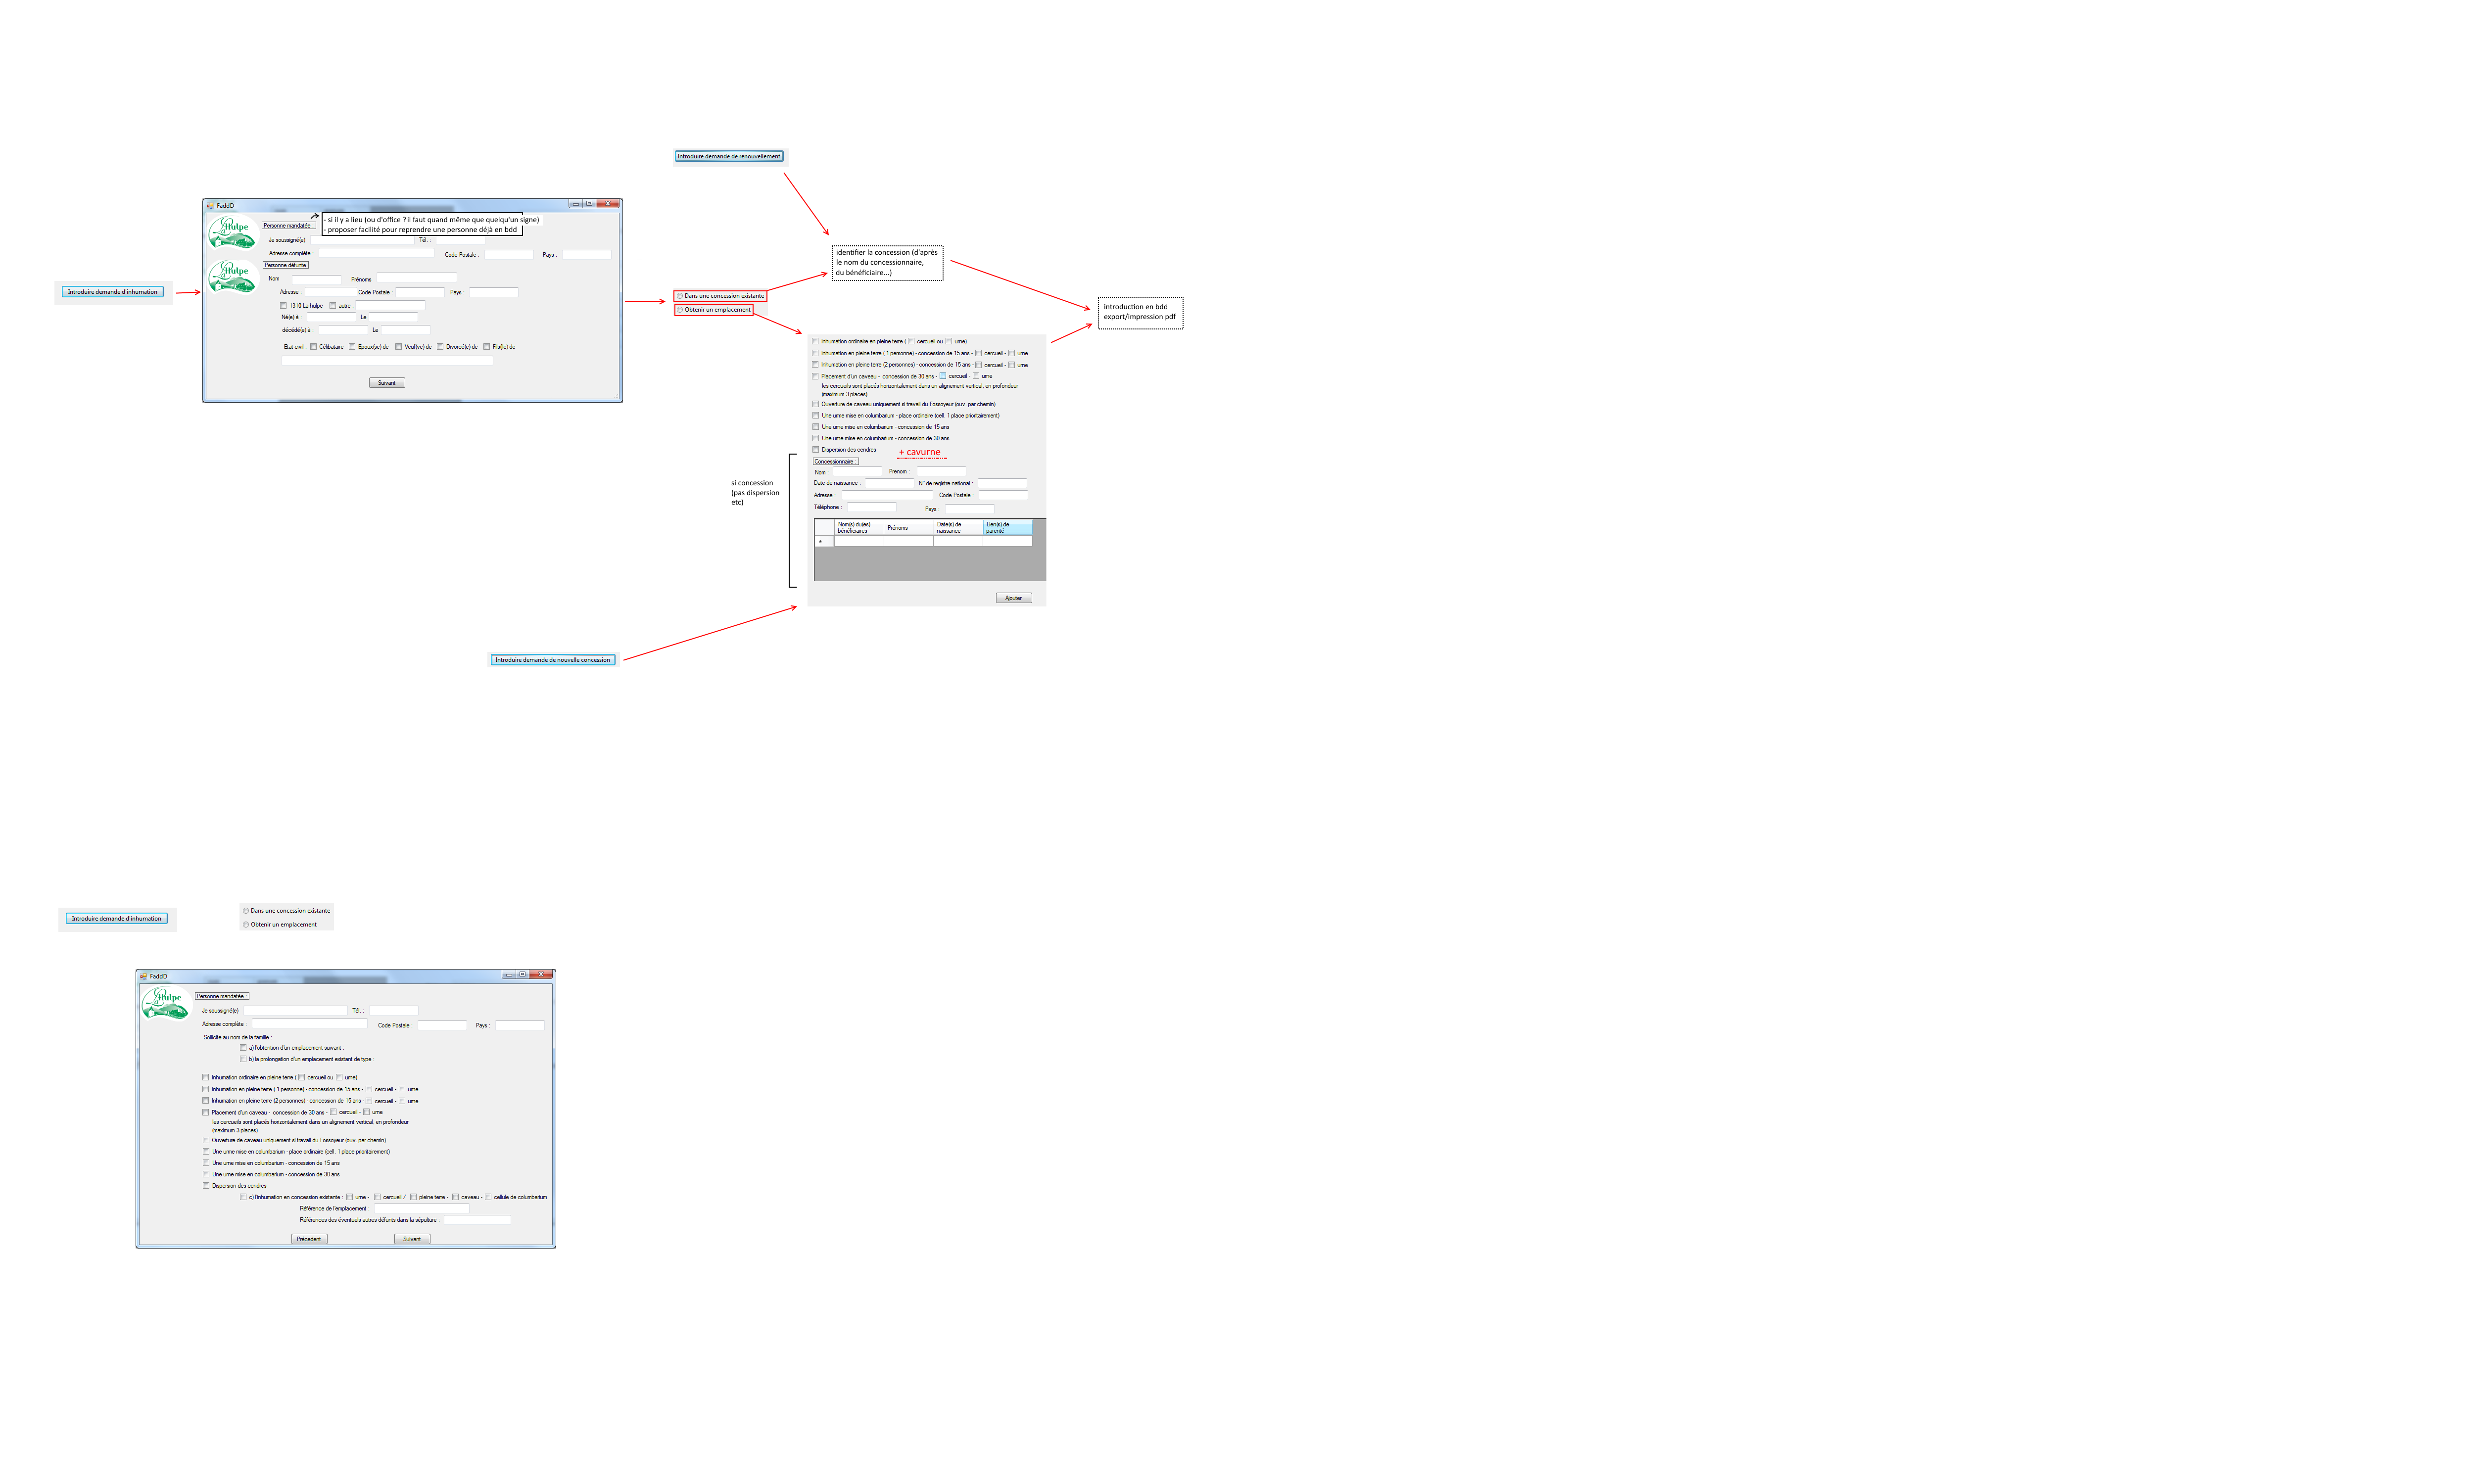 Introduire demande de renouvellement
FaddID
- si il y a lieu (ou d'office ? il faut quand même que quelqu'un signe)
- proposer facilité pour reprendre une personne déjà en bdd
La Hulpe
Personne mandatée :
Je soussigné(e)
Tél. :
Adresse complète :
Code Postale :
Pays :
La Hulpe
Personne défunte
Nom
Prénoms
Adresse :
Code Postale :
Pays :
1310 La hulpe
autre :
Né(e) à :
Le
décédé(e) à :
Le
Etat-civil :
Célibataire -
Epoux(se) de -
Veuf(ve) de -
Divorcé(e) de -
Fils(lle) de
Suivant
Introduire demande d'inhumation
identifier la concession (d'après
le nom du concessionnaire,
du bénéficiaire...)
Dans une concession existante
Obtenir un emplacement
introduction en bdd
export/impression pdf
Inhumation ordinaire en pleine terre (
cercueil ou
urne)
Inhumation en pleine terre ( 1 personne) - concession de 15 ans -
cercueil -
urne
Inhumation en pleine terre (2 personnes) - concession de 15 ans -
cercueil -
urne
Placement d'un caveau - concession de 30 ans -
cercueil -
urne
les cercueils sont placés horizontalement dans un alignement vertical, en profondeur
(maximum 3 places)
Ouverture de caveau uniquement si travail du Fossoyeur (ouv. par chemin)
Une urne mise en columbarium - place ordinaire (cell. 1 place prioritairement)
Une urne mise en columbarium - concession de 15 ans
Une urne mise en columbarium - concession de 30 ans
Dispersion des cendres
+ cavurne
Concessionnaire :
Nom :
Prenom :
Date de naissance :
N° de registre national :
Adresse :
Code Postale :
Téléphone :
Pays :
si concession
(pas dispersion
etc)
Nom(s) du(es)
bénéficiaires
Prénoms
Date(s) de
naissance
Lien(s) de
parenté
Ajouter
Introduire demande de nouvelle concession
Introduire demande d'inhumation
Dans une concession existante
Obtenir un emplacement
FaddID
La Hulpe
Personne mandatée :
Je soussigné(e)
Tél. :
Adresse complète :
Code Postale :
Pays :
Sollicite au nom de la famille :
a) l'obtention d'un emplacement suivant :
b) la prolongation d'un emplacement existant de type :
Inhumation ordinaire en pleine terre (
cercueil ou
urne)
Inhumation en pleine terre ( 1 personne) - concession de 15 ans -
cercueil -
urne
Inhumation en pleine terre (2 personnes) - concession de 15 ans -
cercueil -
urne
Placement d'un caveau - concession de 30 ans -
cercueil -
urne
les cercueils sont placés horizontalement dans un alignement vertical, en profondeur
(maximum 3 places)
Ouverture de caveau uniquement si travail du Fossoyeur (ouv. par chemin)
Une urne mise en columbarium - place ordinaire (cell. 1 place prioritairement)
Une urne mise en columbarium - concession de 15 ans
Une urne mise en columbarium - concession de 30 ans
Dispersion des cendres
c) l'inhumation en concession existante :
urne -
cercueil /
pleine terre -
caveau -
cellule de columbarium
Référence de l'emplacement :
Références des éventuels autres défunts dans la sépulture :
Précedent
Suivant